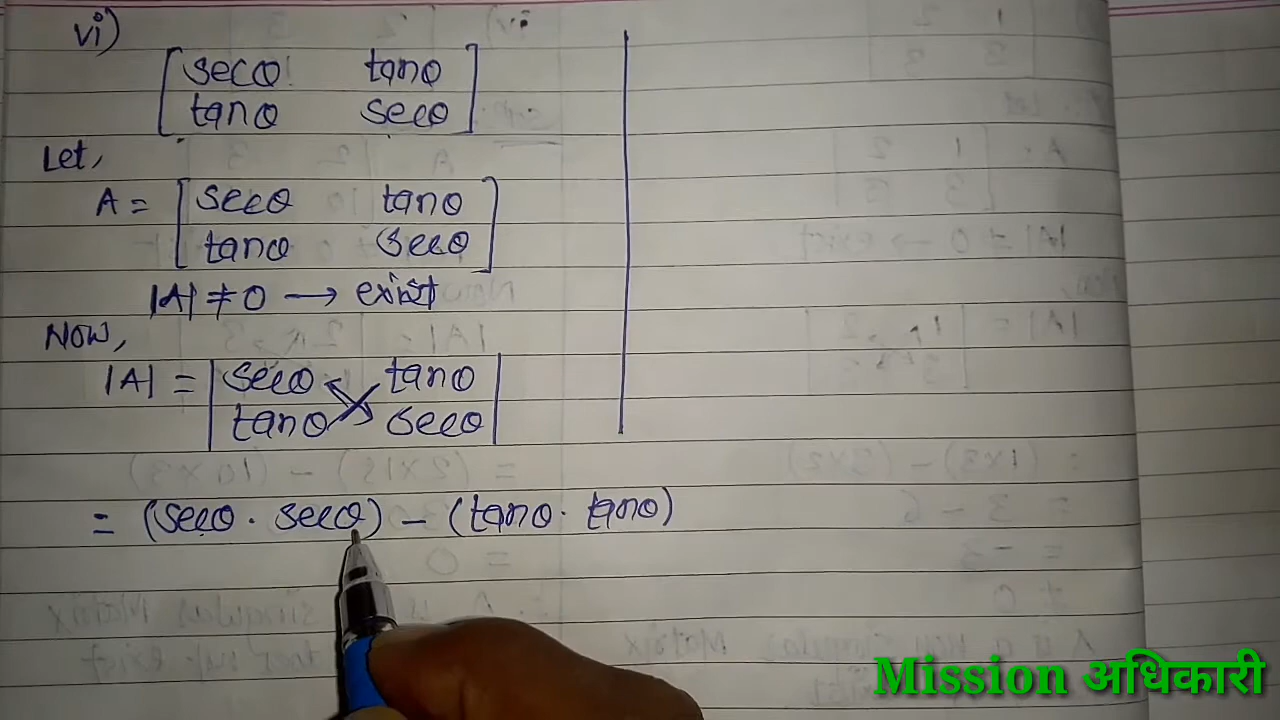 vi)
[secθ tanθ
tanθ secθ]
Let,
A = [secθ tanθ
tanθ secθ]
|A| ≠ 0 → exist
Now,
|A| = |secθ tanθ
tanθ secθ|
= (secθ · secθ) – (tanθ · tanθ)
Mission अधिकारी